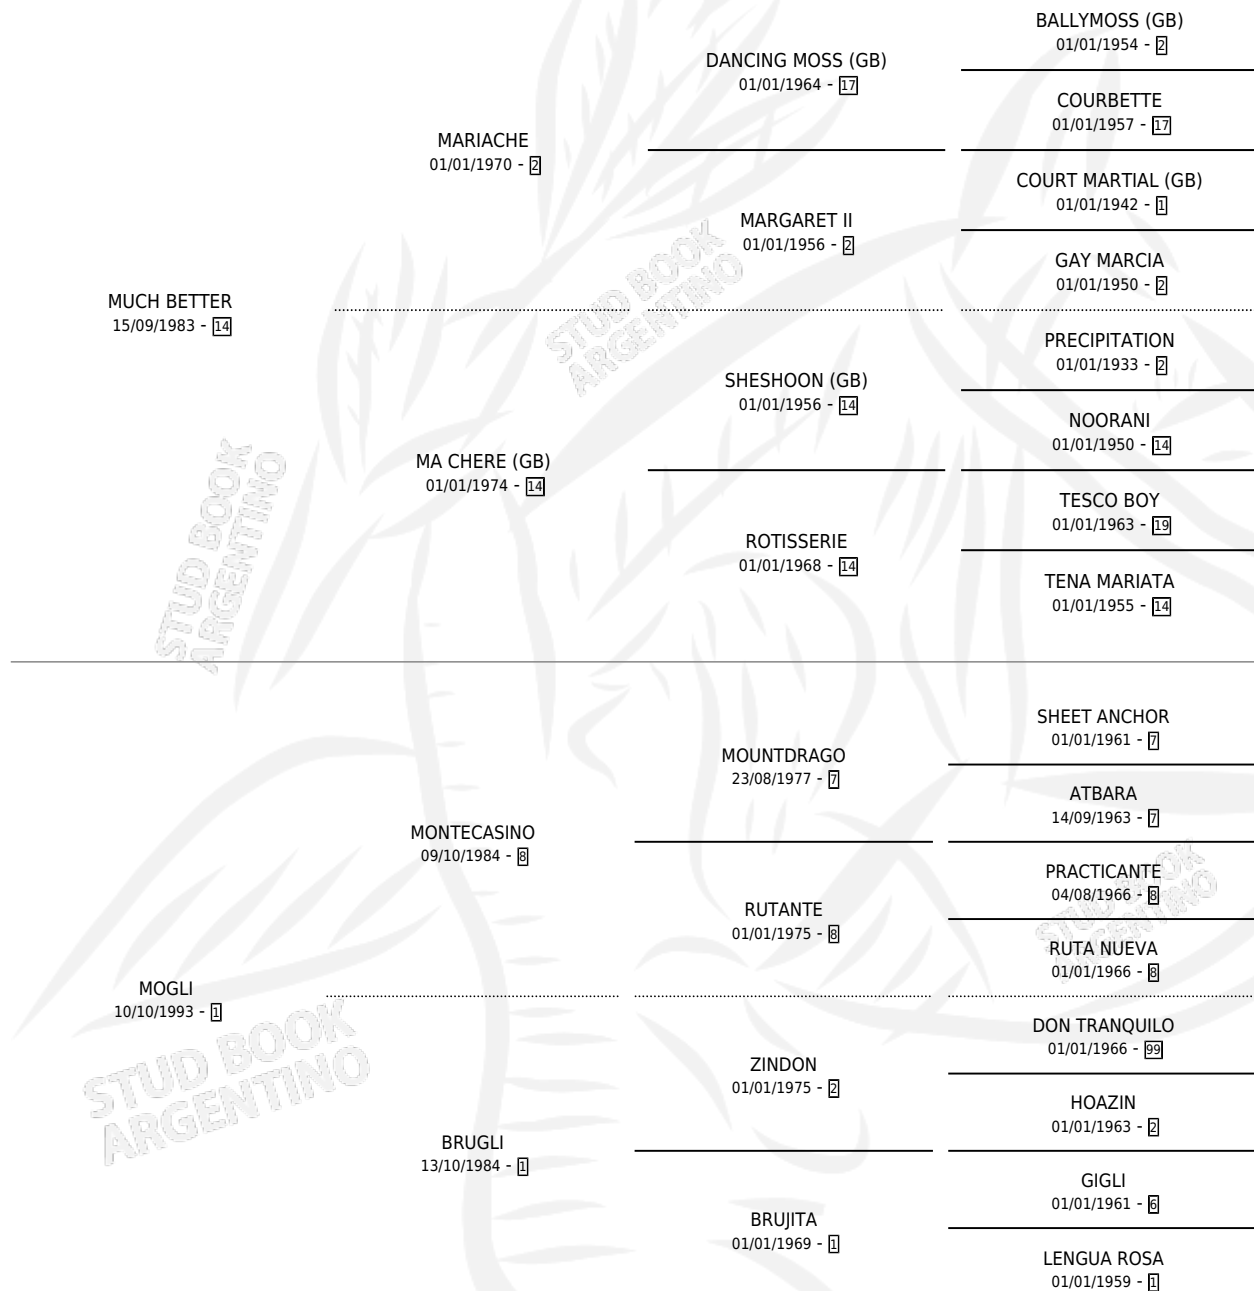 BALLYMOSS (GB)
01/01/1954 - 2
DANCING MOSS (GB)
01/01/1964 - 17
COURBETTE
01/01/1957 - 17
MARIACHE
01/01/1970 - 2
COURT MARTIAL (GB)
01/01/1942 - 1
MARGARET II
01/01/1956 - 2
GAY MARCIA
01/01/1950 - 2
MUCH BETTER
15/09/1983 - 14
PRECIPITATION
01/01/1933 - 2
SHESHOON (GB)
01/01/1956 - 14
NOORANI
01/01/1950 - 14
MA CHERE (GB)
01/01/1974 - 14
TESCO BOY
01/01/1963 - 19
ROTISSERIE
01/01/1968 - 14
TENA MARIATA
01/01/1955 - 14
SHEET ANCHOR
01/01/1961 - 7
MOUNTDRAGO
23/08/1977 - 7
ATBARA
14/09/1963 - 7
MONTECASINO
09/10/1984 - 8
PRACTICANTE
04/08/1966 - 8
RUTANTE
01/01/1975 - 8
RUTA NUEVA
01/01/1966 - 8
MOGLI
10/10/1993 - 1
DON TRANQUILO
01/01/1966 - 99
ZINDON
01/01/1975 - 2
HOAZIN
01/01/1963 - 2
BRUGLI
13/10/1984 - 1
GIGLI
01/01/1961 - 6
BRUJITA
01/01/1969 - 1
LENGUA ROSA
01/01/1959 - 1
STUD BOOK
ARGENTINO
STUD BOOK
ARGENTINO
STUD BOOK
ARGENTINO
STUD BOOK
ARGENTINO